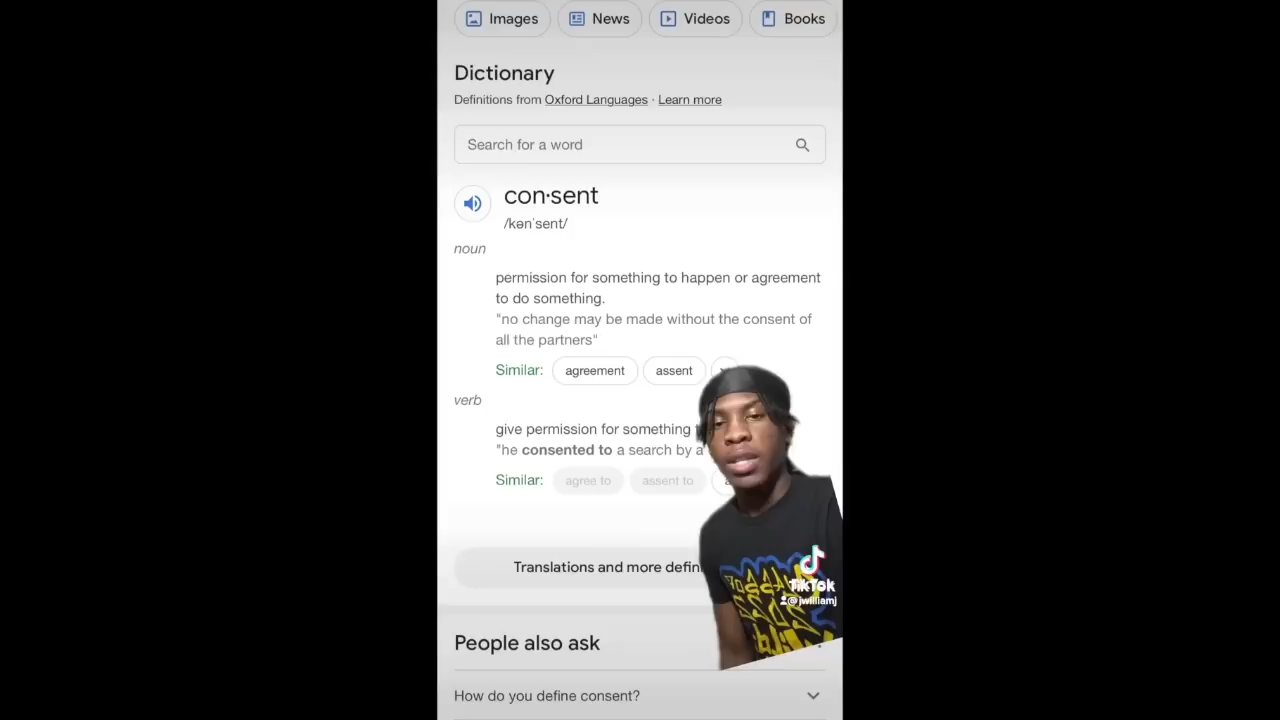 Images
News
Videos
Books
Dictionary
Definitions from Oxford Languages · Learn more
Search for a word
con·sent
/kənˈsent/
noun
permission for something to happen or agreement
to do something.
"no change may be made without the consent of
all the partners"
Similar: agreement assent
verb
give permission for something
"he consented to a search by a
Similar: agree to assent to
Translations and more defin
TikTok
@jwilliamj
People also ask
How do you define consent?